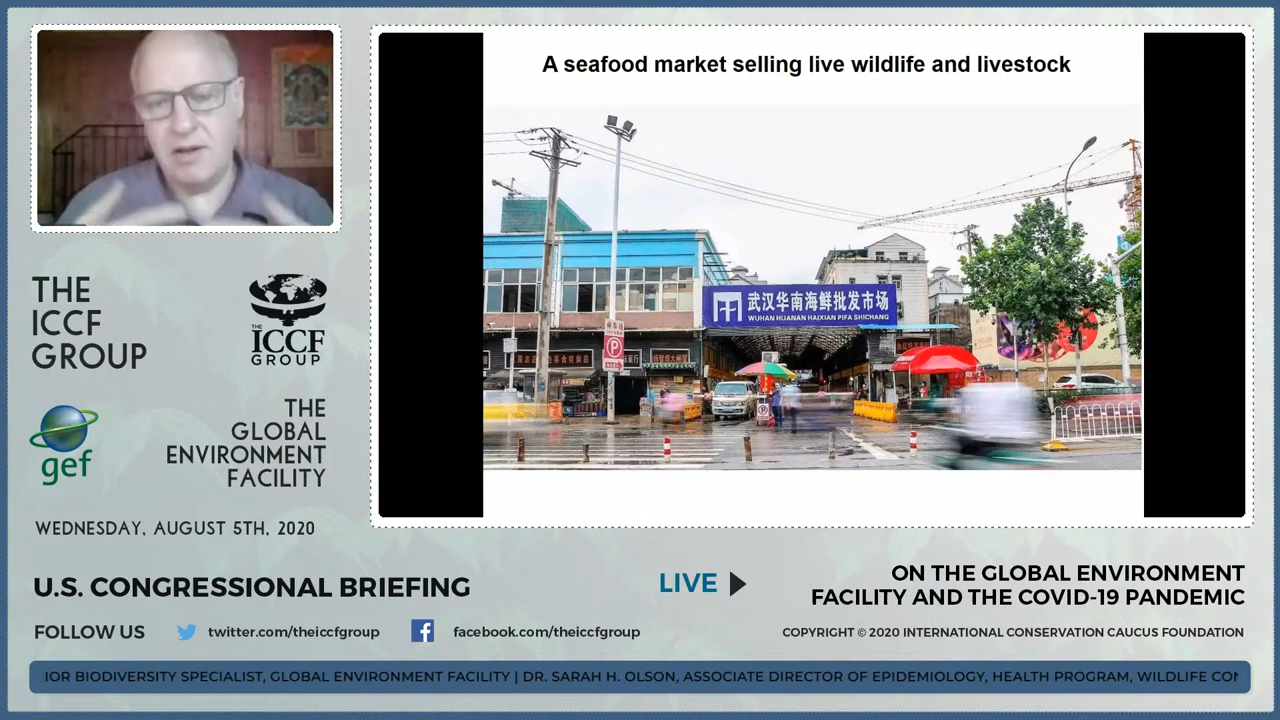 A seafood market selling live wildlife and livestock
武汉华南海鲜批发市场
WUHAN HUANAN HAIXIAN PIFA SHICHANG
P
THE
ICCF
GROUP
THE
ICCF
GROUP
gef
THE
GLOBAL
ENVIRONMENT
FACILITY
WEDNESDAY, AUGUST 5TH, 2020
U.S. CONGRESSIONAL BRIEFING
LIVE
ON THE GLOBAL ENVIRONMENT
FACILITY AND THE COVID-19 PANDEMIC
FOLLOW US
twitter.com/theiccfgroup
facebook.com/theiccfgroup
COPYRIGHT © 2020 INTERNATIONAL CONSERVATION CAUCUS FOUNDATION
IOR BIODIVERSITY SPECIALIST, GLOBAL ENVIRONMENT FACILITY | DR. SARAH H. OLSON, ASSOCIATE DIRECTOR OF EPIDEMIOLOGY, HEALTH PROGRAM, WILDLIFE CON